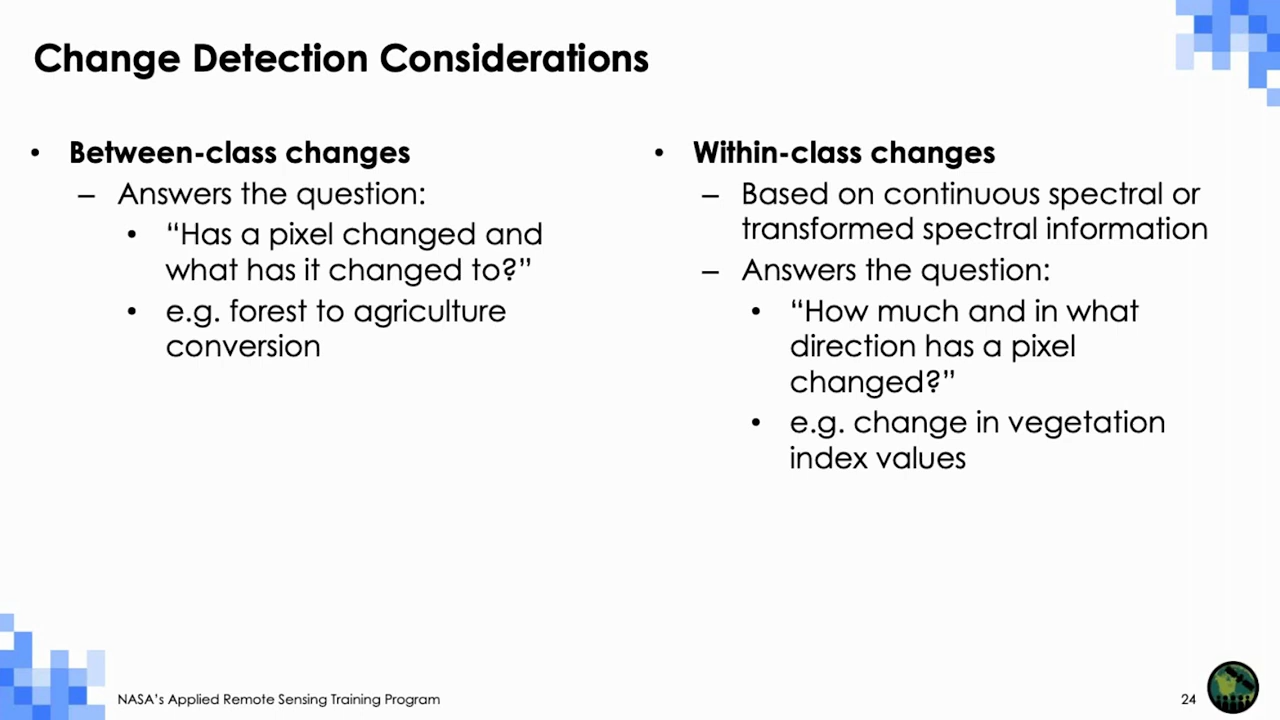 Change Detection Considerations
• Between-class changes
– Answers the question:
• “Has a pixel changed and
what has it changed to?”
• e.g. forest to agriculture
conversion
• Within-class changes
– Based on continuous spectral or
transformed spectral information
– Answers the question:
• “How much and in what
direction has a pixel
changed?”
• e.g. change in vegetation
index values
NASA’s Applied Remote Sensing Training Program
24